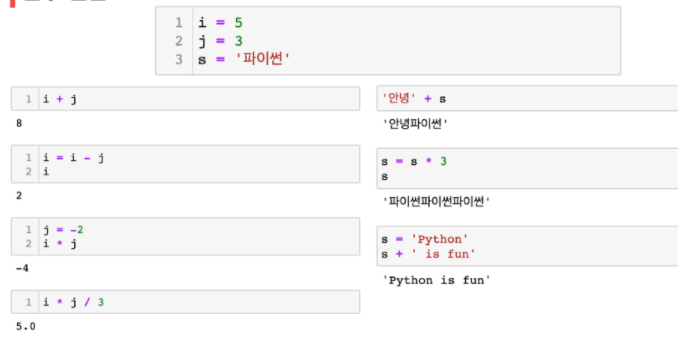 1 i = 5
2 j = 3
3 s = '파이썬'
1 i + j
8
1 i = i - j
2 i
2
1 j = -2
2 i * j
-4
1 i * j / 3
5.0
'안녕' + s
'안녕파이썬'
s = s * 3
s
'파이썬파이썬파이썬'
s = 'Python'
s + ' is fun'
'Python is fun'